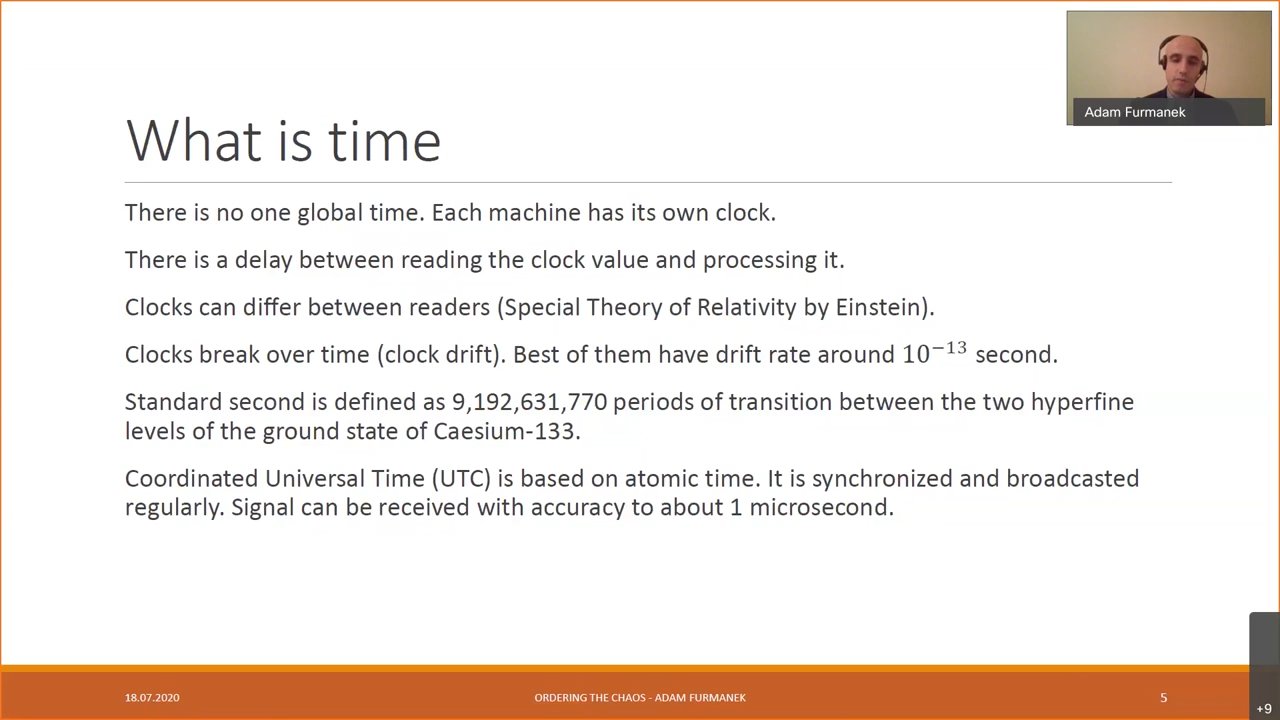 Adam Furmanek
What is time
There is no one global time. Each machine has its own clock.
There is a delay between reading the clock value and processing it.
Clocks can differ between readers (Special Theory of Relativity by Einstein).
Clocks break over time (clock drift). Best of them have drift rate around 10⁻¹³ second.
Standard second is defined as 9,192,631,770 periods of transition between the two hyperfine
levels of the ground state of Caesium-133.
Coordinated Universal Time (UTC) is based on atomic time. It is synchronized and broadcasted
regularly. Signal can be received with accuracy to about 1 microsecond.
18.07.2020
ORDERING THE CHAOS - ADAM FURMANEK
5
+9